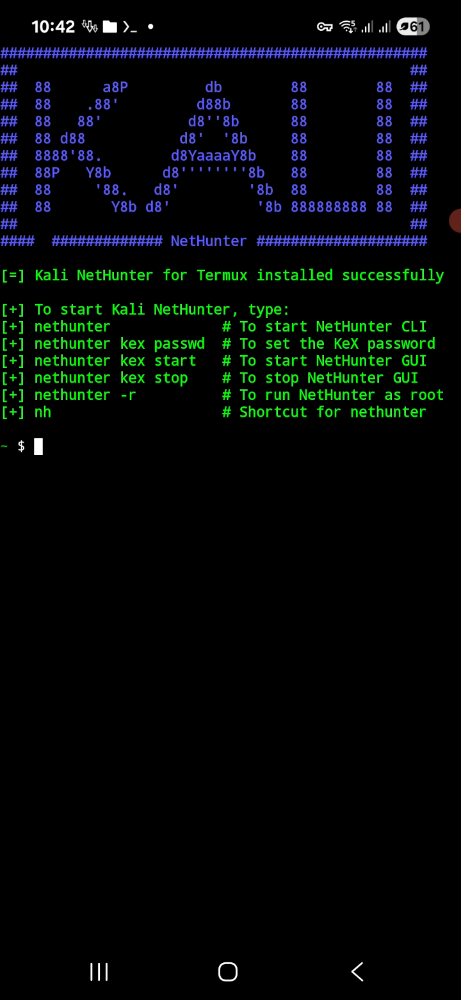 10:42 61
##################################################
##                                              ##
##  88      a8P         db        88        88  ##
##  88     .88'         d88b       88        88  ##
##  88   88'          d8''8b      88        88  ##
##  88 d88           d8'  '8b     88        88  ##
##  8888'88.        d8YaaaaY8b    88        88  ##
##  88P   Y8b      d8''''''''8b   88        88  ##
##  88     '88.   d8'        '8b  88        88  ##
##  88       Y8b d8'          '8b 888888888 88  ##
##                                              ##
####  ############# NetHunter ####################
[=] Kali NetHunter for Termux installed successfully
[+] To start Kali NetHunter, type:
[+] nethunter             # To start NetHunter CLI
[+] nethunter kex passwd  # To set the KeX password
[+] nethunter kex start   # To start NetHunter GUI
[+] nethunter kex stop    # To stop NetHunter GUI
[+] nethunter -r          # To run NetHunter as root
[+] nh                    # Shortcut for nethunter
~ $